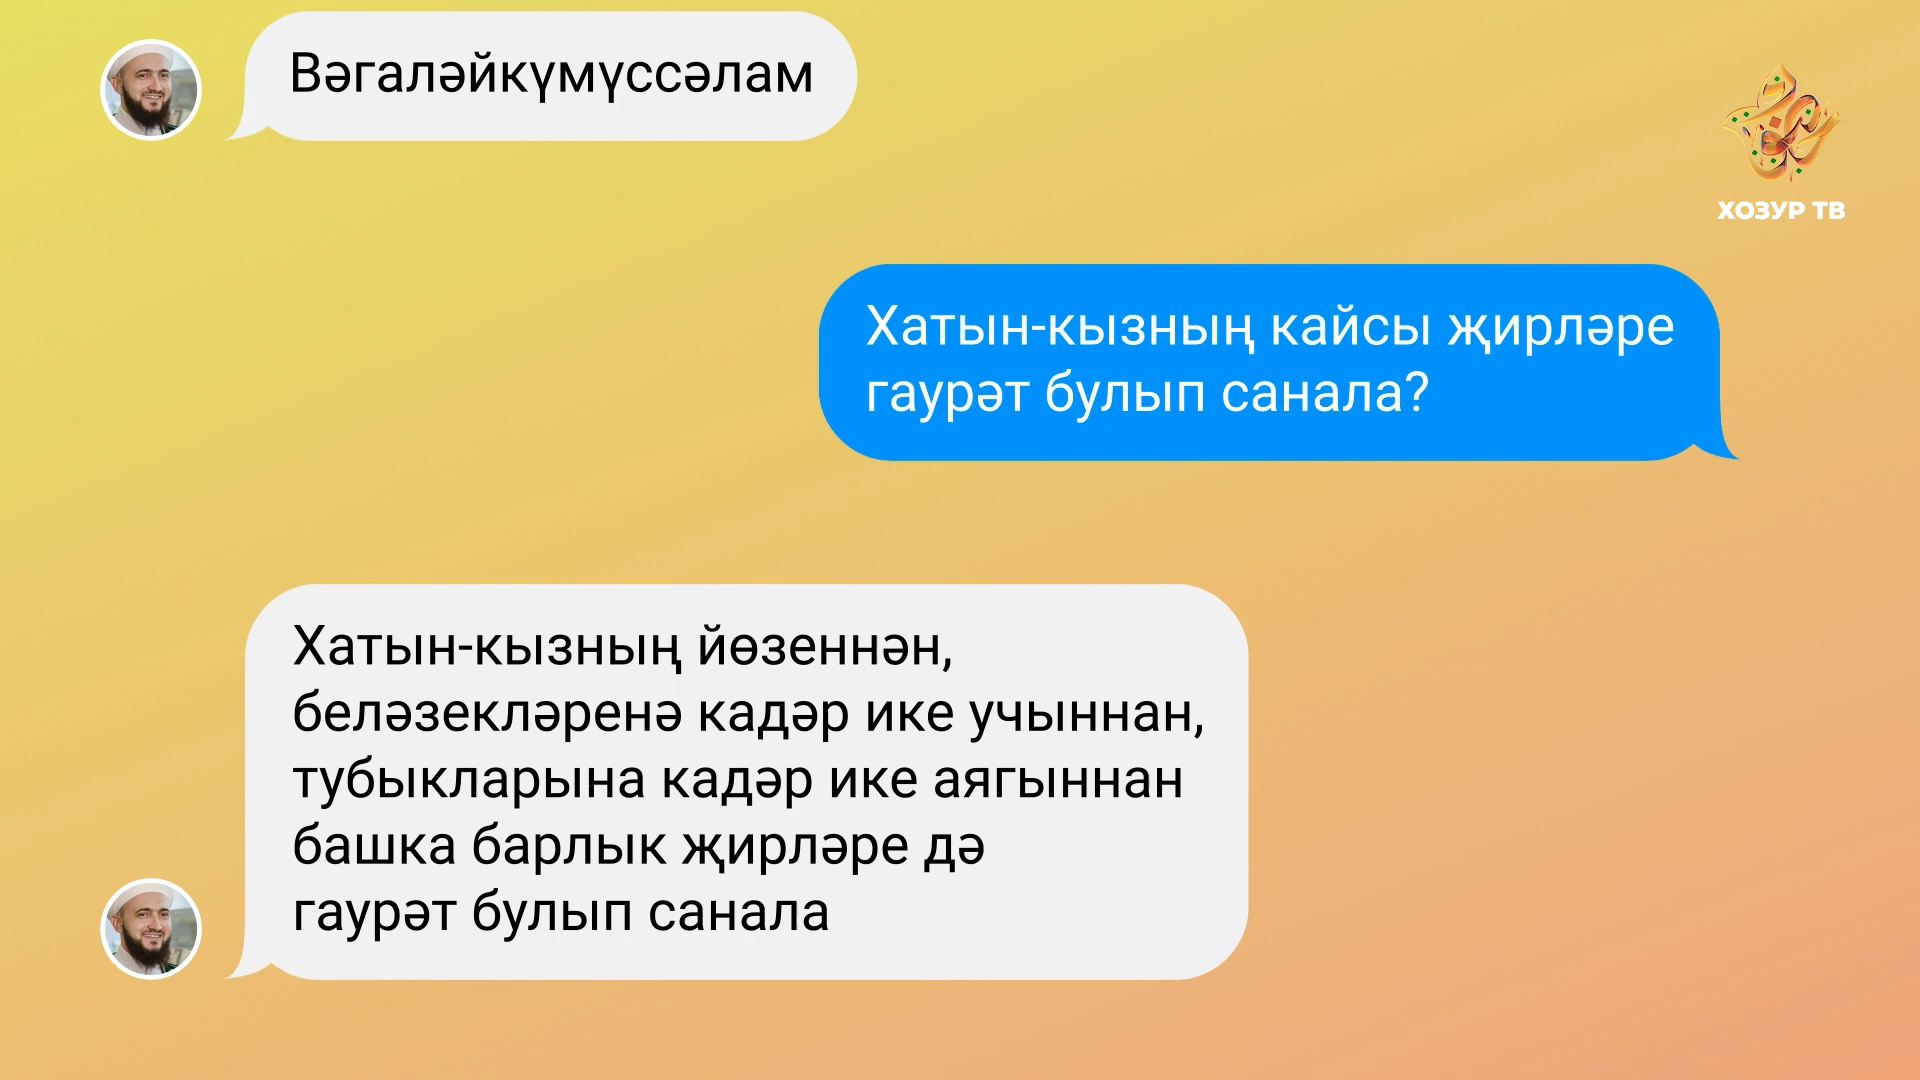 Вәгаләйкүмүссәлам
ХОЗУР ТВ
Хатын-кызның кайсы җирләре
гаурәт булып санала?
Хатын-кызның йөзеннән,
беләзекләренә кадәр ике учыннан,
тубыкларына кадәр ике аягыннан
башка барлык җирләре дә
гаурәт булып санала